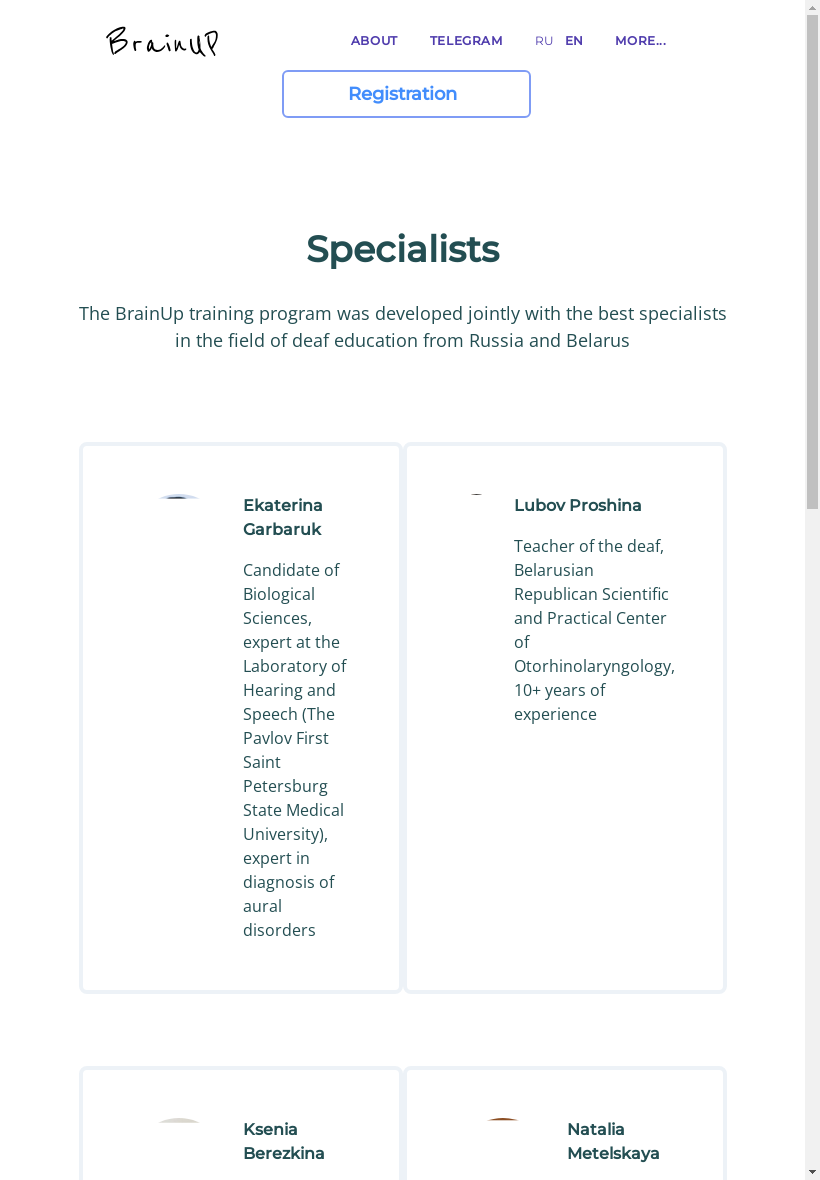 BrainUP
ABOUT TELEGRAM RU EN MORE...
Registration
Specialists
The BrainUp training program was developed jointly with the best specialists
in the field of deaf education from Russia and Belarus
Ekaterina
Garbaruk
Candidate of
Biological
Sciences,
expert at the
Laboratory of
Hearing and
Speech (The
Pavlov First
Saint
Petersburg
State Medical
University),
expert in
diagnosis of
aural
disorders
Lubov Proshina
Teacher of the deaf,
Belarusian
Republican Scientific
and Practical Center
of
Otorhinolaryngology,
10+ years of
experience
Ksenia
Berezkina
Natalia
Metelskaya